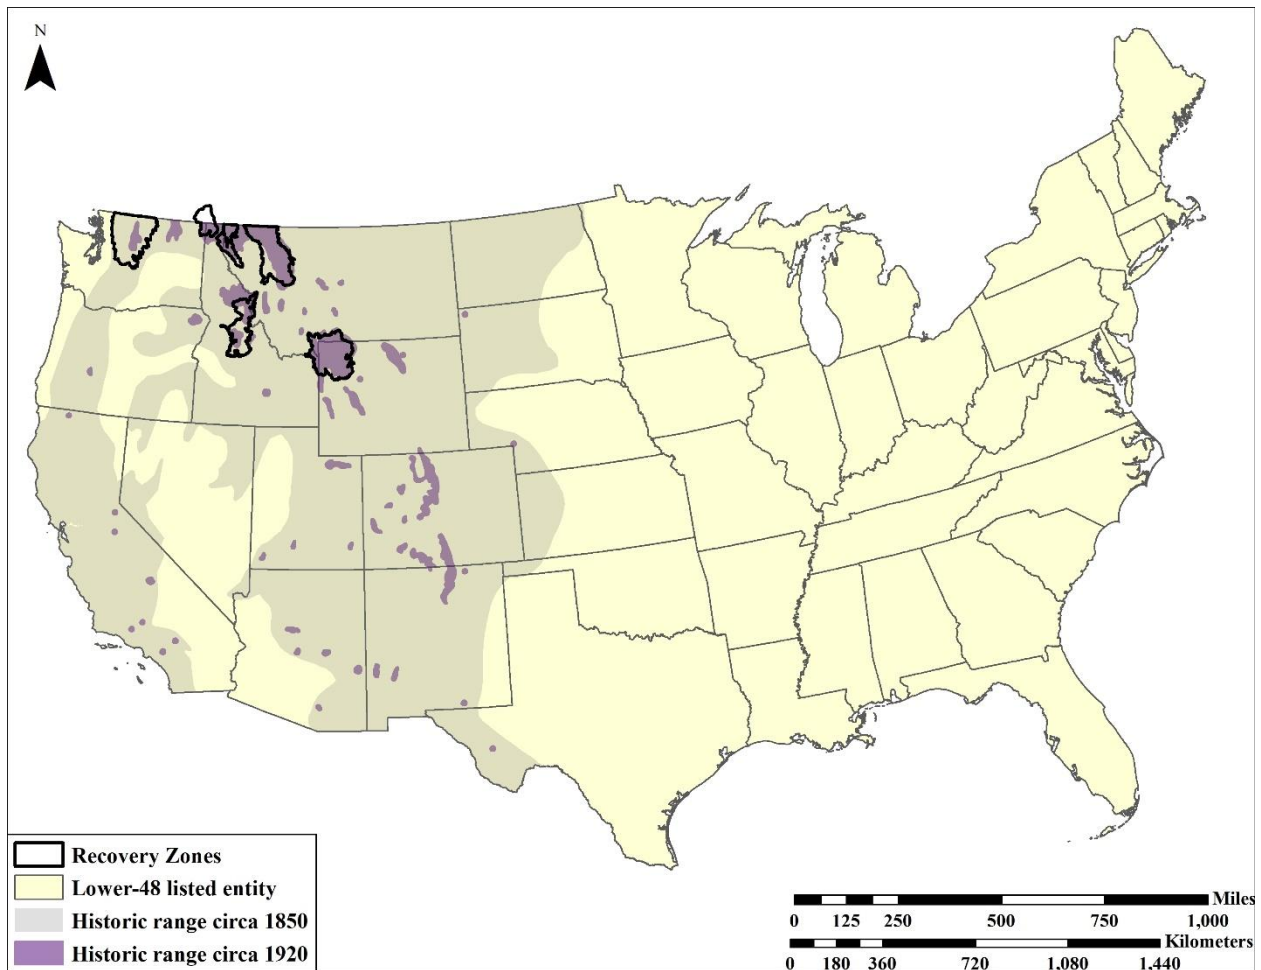 N
Recovery Zones
Lower-48 listed entity
Historic range circa 1850
Historic range circa 1920
Miles
0 125 250 500 750 1,000
Kilometers
0 180 360 720 1,080 1,440